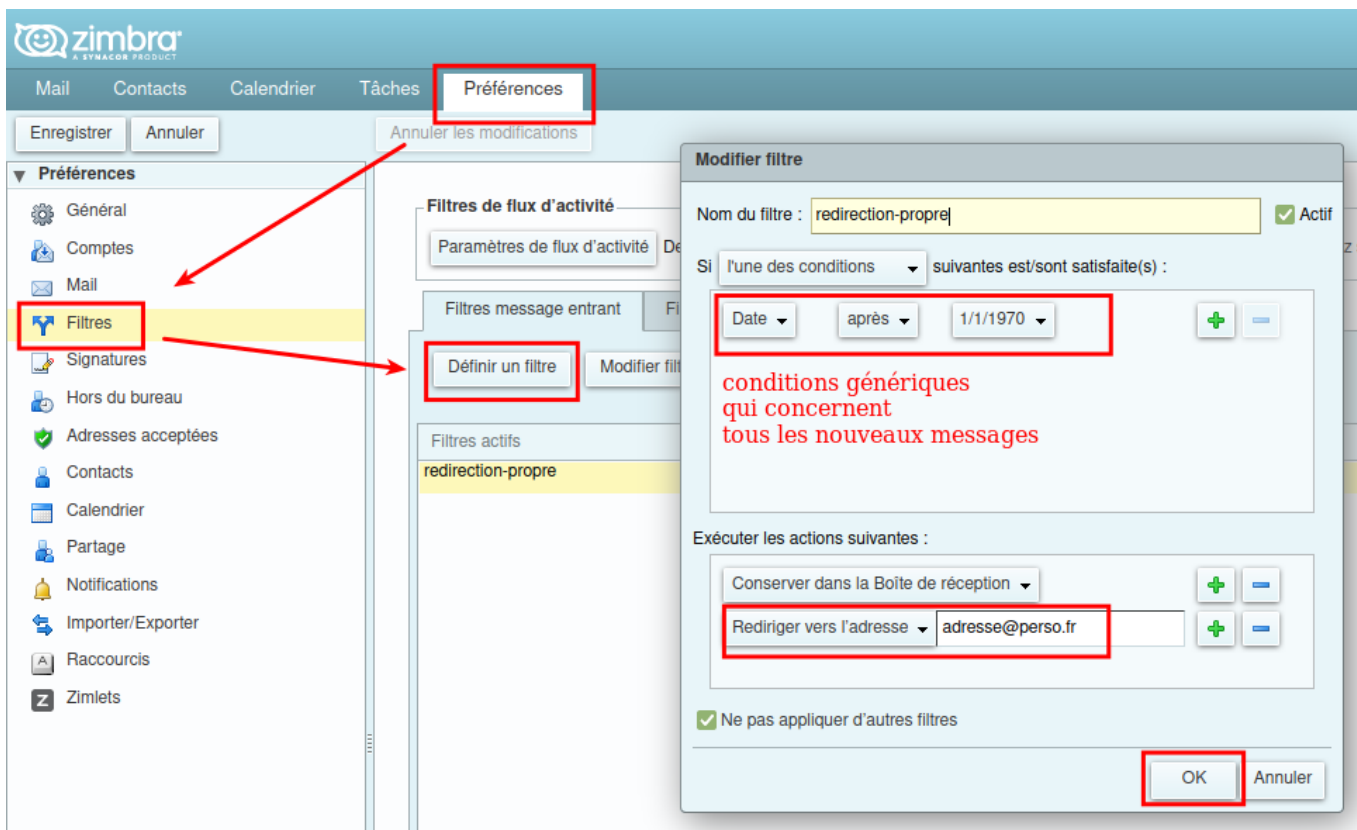 zimbra
A SYNACOR PRODUCT
Mail Contacts Calendrier Tâches Préférences
Enregistrer Annuler Annuler les modifications
Préférences
Général
Comptes
Mail
Filtres
Signatures
Hors du bureau
Adresses acceptées
Contacts
Calendrier
Partage
Notifications
Importer/Exporter
Raccourcis
Zimlets
Filtres de flux d'activité
Paramètres de flux d'activité De
Filtres message entrant Fi
Définir un filtre Modifier filt
Filtres actifs
redirection-propre
Modifier filtre
Nom du filtre : redirection-propre Actif
Si l'une des conditions suivantes est/sont satisfaite(s) :
Date après 1/1/1970
conditions génériques
qui concernent
tous les nouveaux messages
Exécuter les actions suivantes :
Conserver dans la Boîte de réception
Rediriger vers l'adresse adresse@perso.fr
Ne pas appliquer d'autres filtres
OK Annuler
z